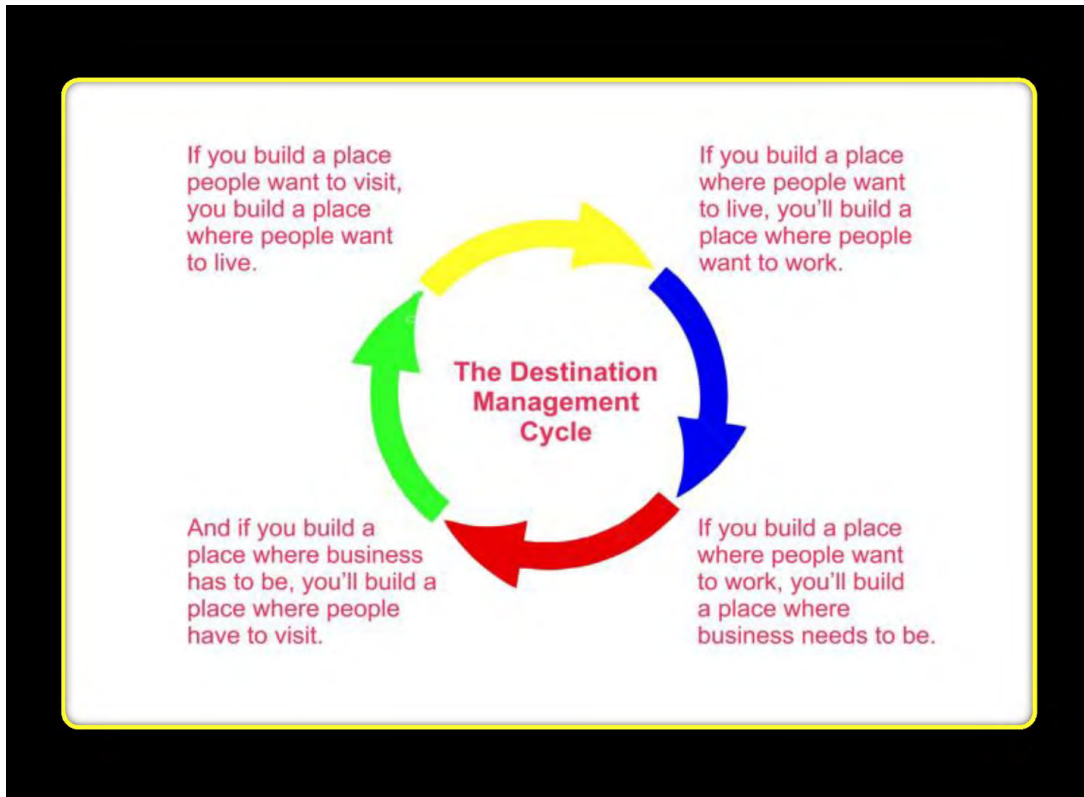 If you build a place
people want to visit,
you build a place
where people want
to live.
If you build a place
where people want
to live, you'll build a
place where people
want to work.
The Destination
Management
Cycle
And if you build a
place where business
has to be, you'll build a
place where people
have to visit.
If you build a place
where people want
to work, you'll build
a place where
business needs to be.